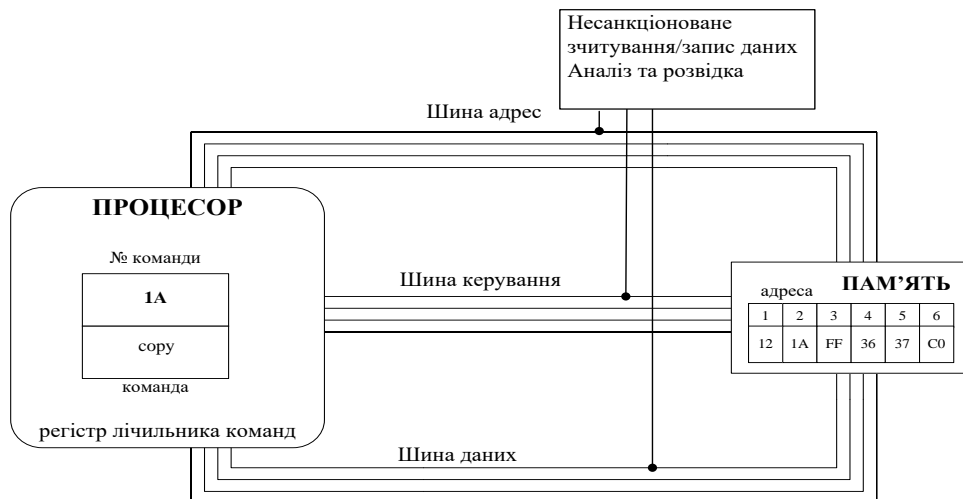 Несанкціоноване
зчитування/запис даних
Аналіз та розвідка
Шина адрес
ПРОЦЕСОР
№ команди
1А
copy
команда
регістр лічильника команд
Шина керування
ПАМ’ЯТЬ
адреса
1 2 3 4 5 6
12 1A FF 36 37 C0
Шина даних